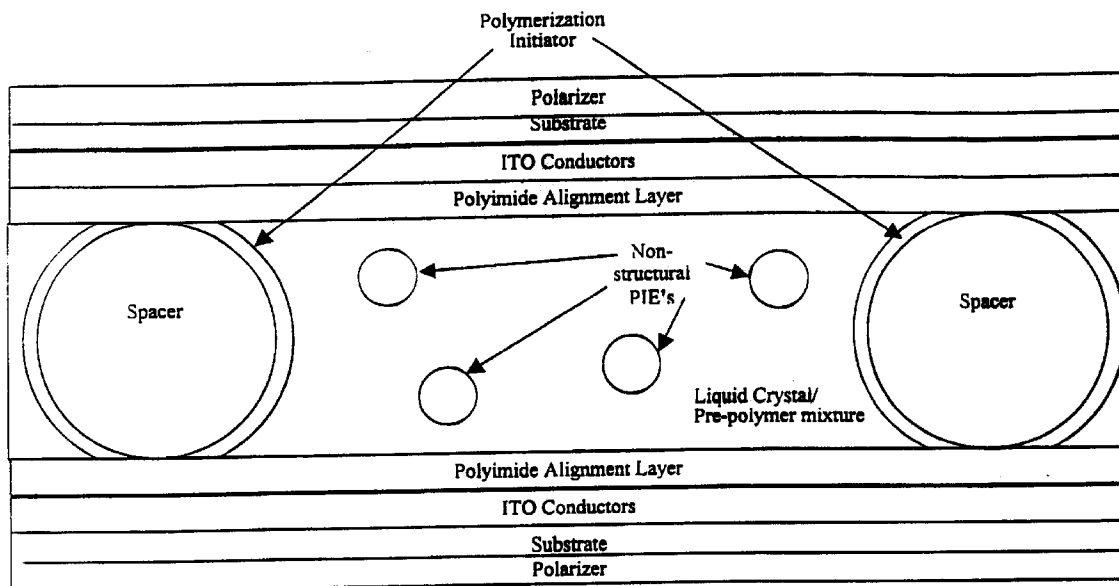 Polymerization
Initiator
Polarizer
Substrate
ITO Conductors
Polyimide Alignment Layer
Non-
structural
PIE's
Spacer
Spacer
Liquid Crystal/
Pre-polymer mixture
Polyimide Alignment Layer
ITO Conductors
Substrate
Polarizer